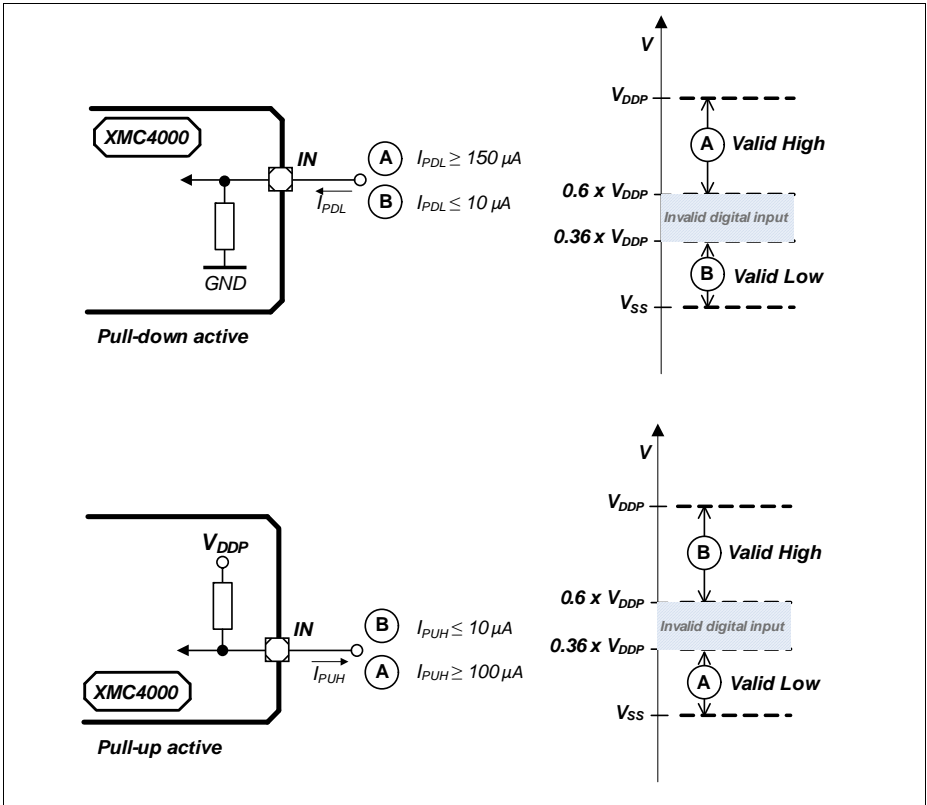 XMC4000
IN
A I_PDL ≥ 150 µA
I_PDL
B I_PDL ≤ 10 µA
GND
Pull-down active
V
V_DDP
A Valid High
0.6 x V_DDP
Invalid digital input
0.36 x V_DDP
B Valid Low
V_SS
V_DDP
IN
B I_PUH ≤ 10 µA
I_PUH
A I_PUH ≥ 100 µA
XMC4000
Pull-up active
V
V_DDP
B Valid High
0.6 x V_DDP
Invalid digital input
0.36 x V_DDP
A Valid Low
V_SS